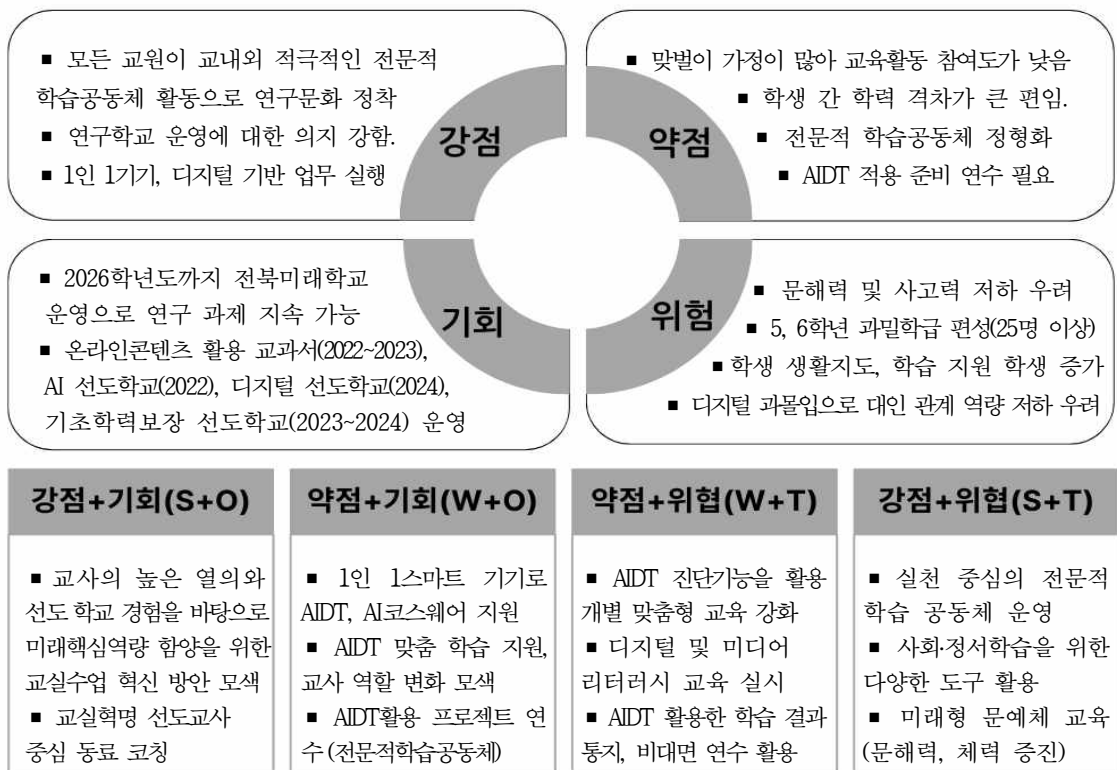 ■ 모든 교원이 교내외 적극적인 전문적
학습공동체 활동으로 연구문화 정착
■ 연구학교 운영에 대한 의지 강함.
■ 1인 1기기, 디지털 기반 업무 실행
강점
■ 맞벌이 가정이 많아 교육활동 참여도가 낮음
■ 학생 간 학력 격차가 큰 편임.
■ 전문적 학습공동체 정형화
■ AIDT 적용 준비 연수 필요
약점
■ 2026학년도까지 전북미래학교
운영으로 연구 과제 지속 가능
■ 온라인콘텐츠 활용 교과서(2022~2023),
AI 선도학교(2022), 디지털 선도학교(2024),
기초학력보장 선도학교(2023~2024) 운영
기회
■ 문해력 및 사고력 저하 우려
■ 5, 6학년 과밀학급 편성(25명 이상)
■ 학생 생활지도, 학습 지원 학생 증가
■ 디지털 과몰입으로 대인 관계 역량 저하 우려
위험
강점+기회(S+O)
■ 교사의 높은 열의와
선도 학교 경험을 바탕으로
미래핵심역량 함양을 위한
교실수업 혁신 방안 모색
■ 교실혁명 선도교사
중심 동료 코칭
약점+기회(W+O)
■ 1인 1스마트 기기로
AIDT, AI코스웨어 지원
■ AIDT 맞춤 학습 지원,
교사 역할 변화 모색
■ AIDT활용 프로젝트 연
수(전문적학습공동체)
약점+위협(W+T)
■ AIDT 진단기능을 활용
개별 맞춤형 교육 강화
■ 디지털 및 미디어
리터러시 교육 실시
■ AIDT 활용한 학습 결과
통지, 비대면 연수 활용
강점+위협(S+T)
■ 실천 중심의 전문적
학습 공동체 운영
■ 사회·정서학습을 위한
다양한 도구 활용
■ 미래형 문예체 교육
(문해력, 체력 증진)